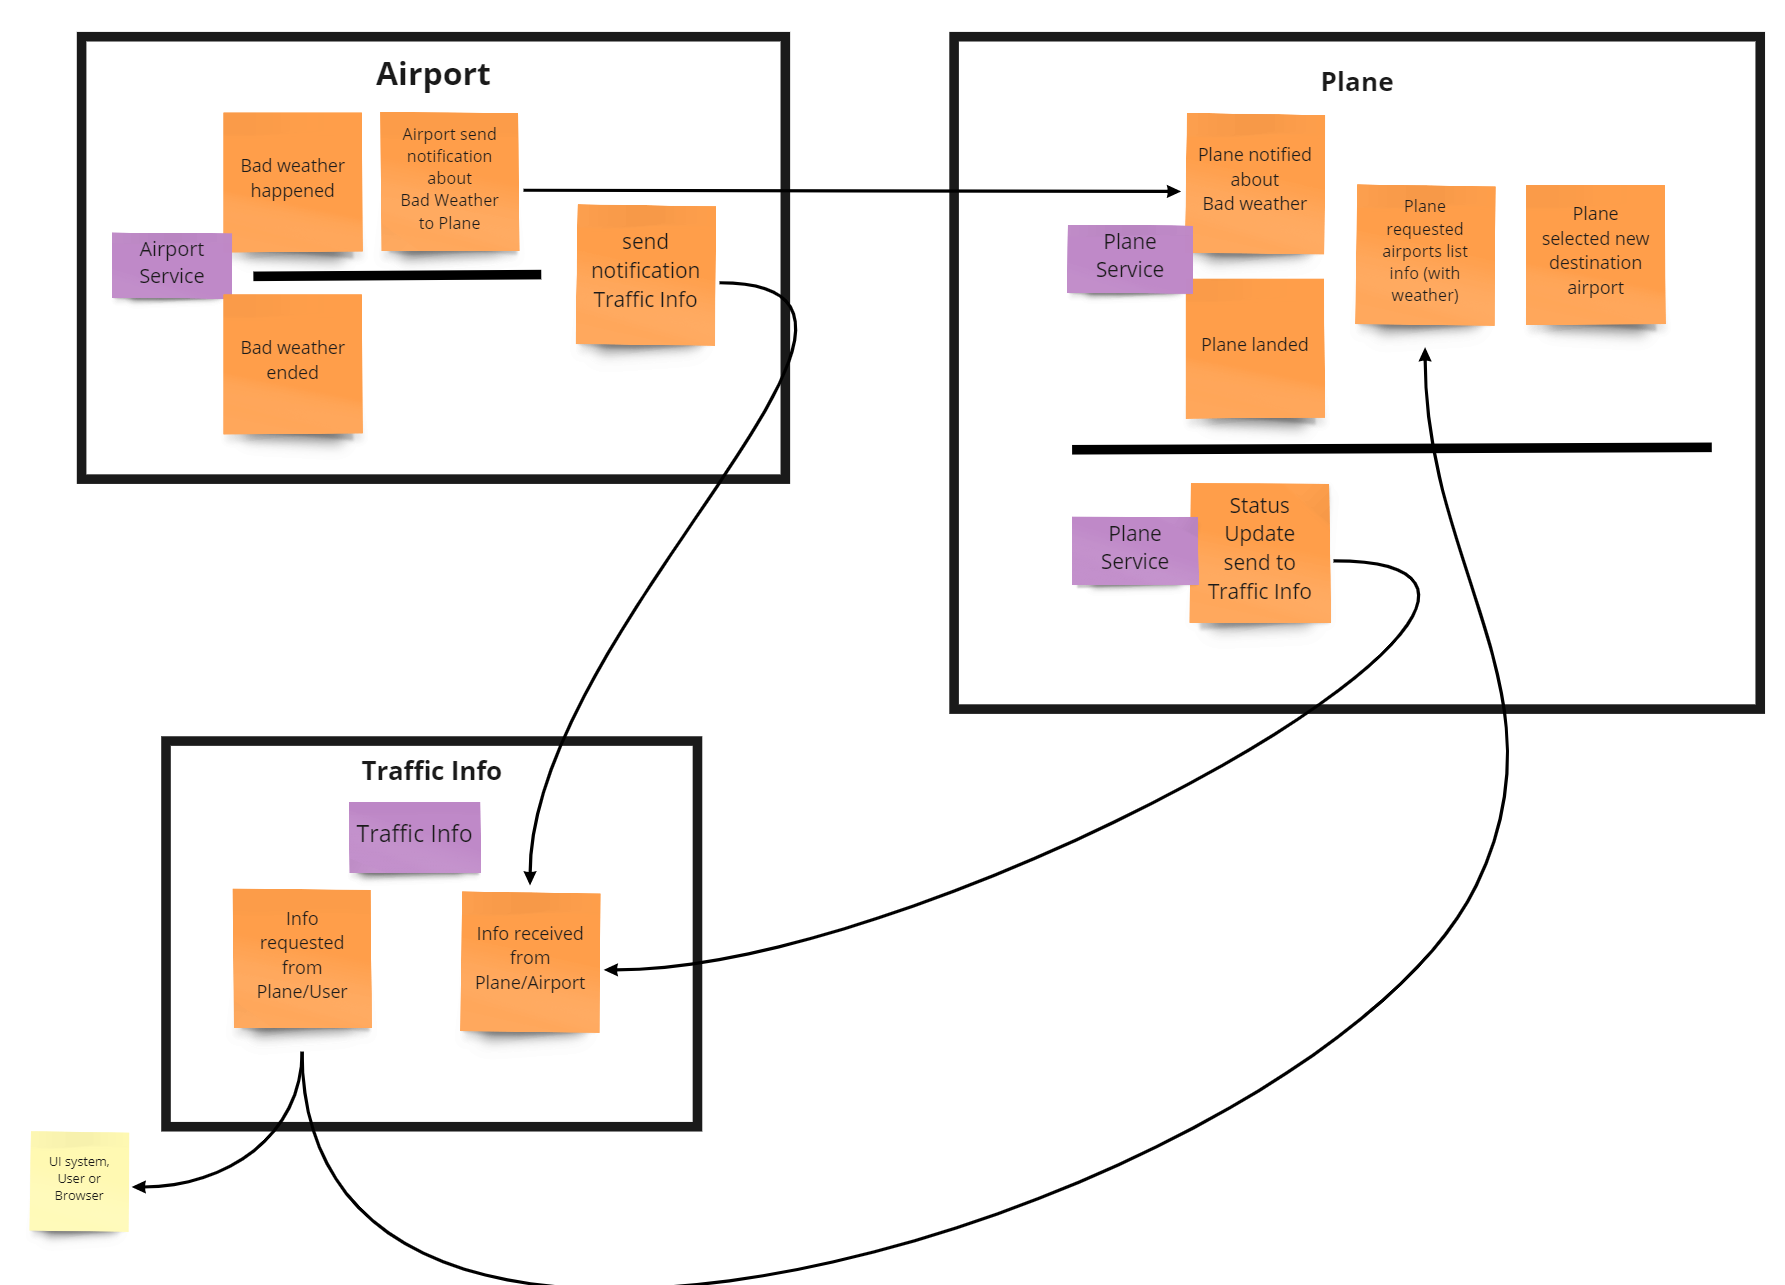 Airport
Bad weather
happened
Airport send
notification
about
Bad Weather
to Plane
send
notification
Traffic Info
Airport
Service
Bad weather
ended
Plane
Plane notified
about
Bad weather
Plane
requested
airports list
info (with
weather)
Plane
selected new
destination
airport
Plane
Service
Plane landed
Plane
Service
Status
Update
send to
Traffic Info
Traffic Info
Traffic Info
Info
requested
from
Plane/User
Info received
from
Plane/Airport
UI system,
User or
Browser